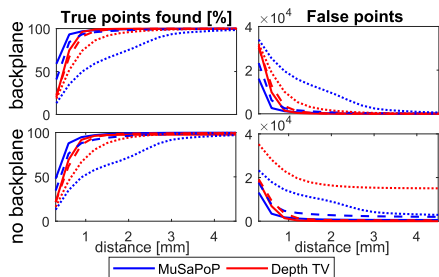 True points found [%]
False points
backplane
100
50
0
×10⁴
4
2
0
no backplane
100
50
0
1 2 3 4
distance [mm]
×10⁴
4
2
0
1 2 3 4
distance [mm]
MuSaPoP Depth TV